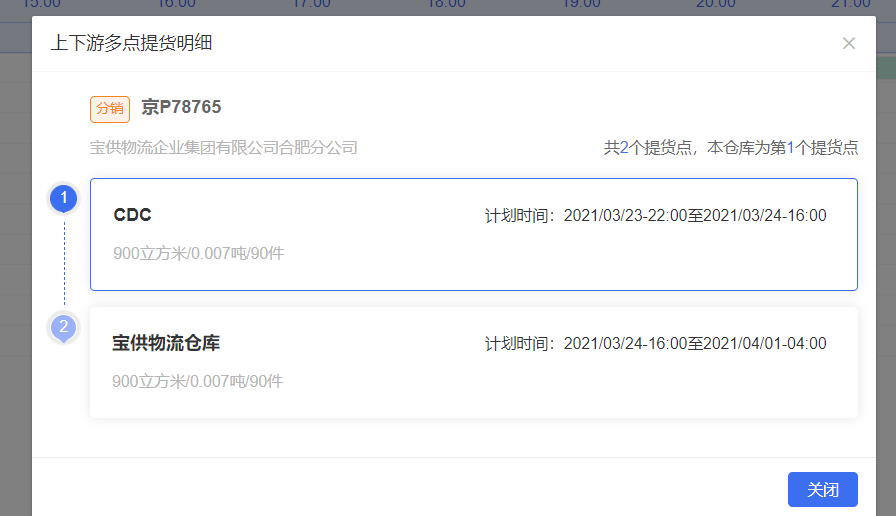 15:00 16:00 17:00 18:00 19:00 20:00 21:00
上下游多点提货明细
分销 京P78765
宝供物流企业集团有限公司合肥分公司 共2个提货点，本仓库为第1个提货点
1
CDC 计划时间：2021/03/23-22:00至2021/03/24-16:00
900立方米/0.007吨/90件
2
宝供物流仓库 计划时间：2021/03/24-16:00至2021/04/01-04:00
900立方米/0.007吨/90件
关闭